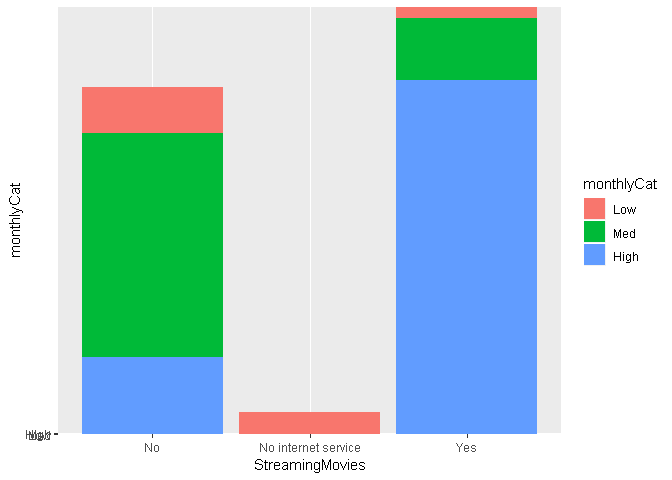 monthlyCat
No
No internet service
Yes
StreamingMovies
monthlyCat
Low
Med
High